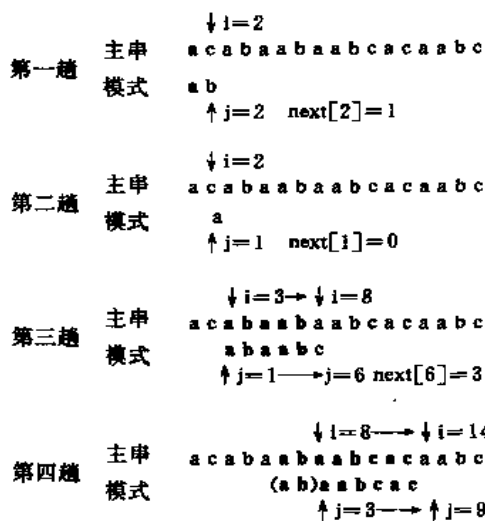 ↓ i=2
主串 a c a b a a b a a b c a c a a b c
第一趟
模式 a b
↑ j=2 next[2]=1
↓ i=2
主串 a c a b a a b a a b c a c a a b c
第二趟
模式 a
↑ j=1 next[1]=0
↓ i=3→ ↓ i=8
主串 a c a b a a b a a b c a c a a b c
第三趟
模式 a b a a b c
↑ j=1→j=6 next[6]=3
↓ i=8→ ↓ i=14
主串 a c a b a a b a a b c a c a a b c
第四趟
模式 (a b) a a b c a c
↑ j=3→ ↑ j=9